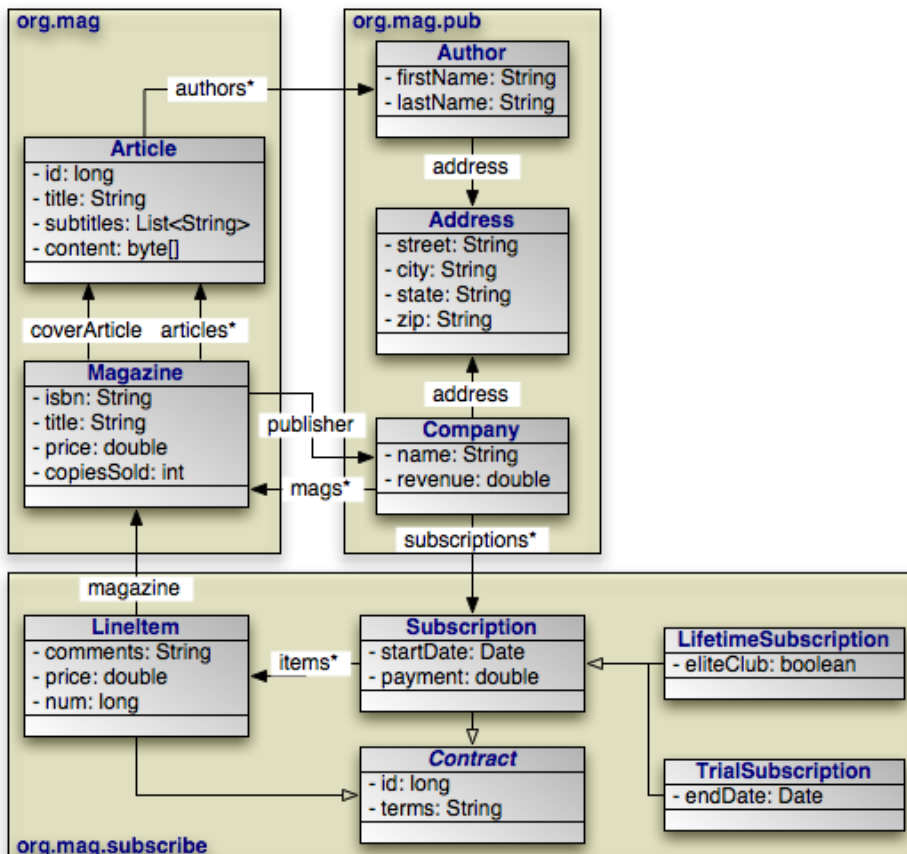 org.mag
org.mag.pub
Author
- firstName: String
- lastName: String
authors*
Article
- id: long
- title: String
- subtitles: List<String>
- content: byte[]
address
Address
- street: String
- city: String
- state: String
- zip: String
coverArticle
articles*
Magazine
- isbn: String
- title: String
- price: double
- copiesSold: int
address
publisher
Company
- name: String
- revenue: double
mags*
subscriptions*
magazine
LineItem
- comments: String
- price: double
- num: long
items*
Subscription
- startDate: Date
- payment: double
LifetimeSubscription
- eliteClub: boolean
Contract
- id: long
- terms: String
TrialSubscription
- endDate: Date
org.mag.subscribe